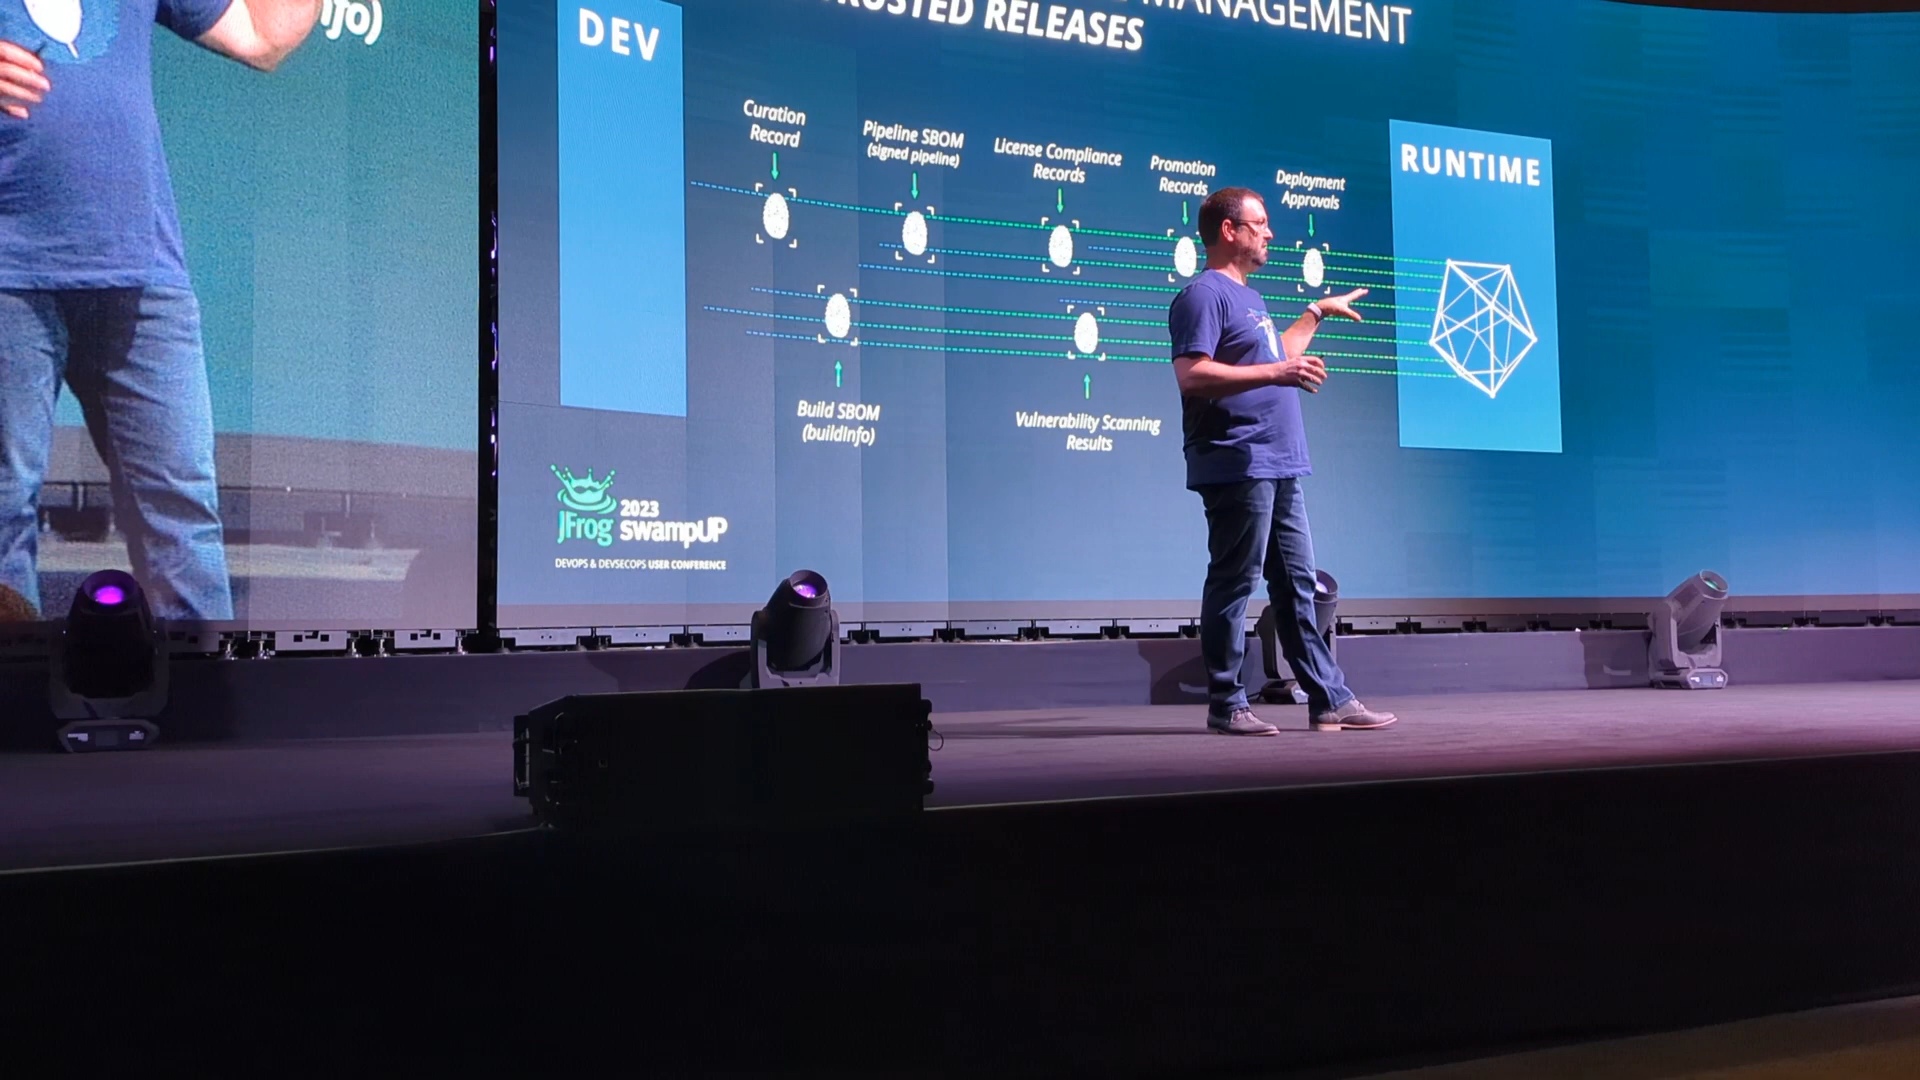 MANAGEMENT
TRUSTED RELEASES
DEV
Curation
Record
Pipeline SBOM
(signed pipeline)
License Compliance
Records
Promotion
Records
Deployment
Approvals
RUNTIME
Build SBOM
(buildInfo)
Vulnerability Scanning
Results
JFrog
2023
swampUP
DEVOPS & DEVSECOPS USER CONFERENCE